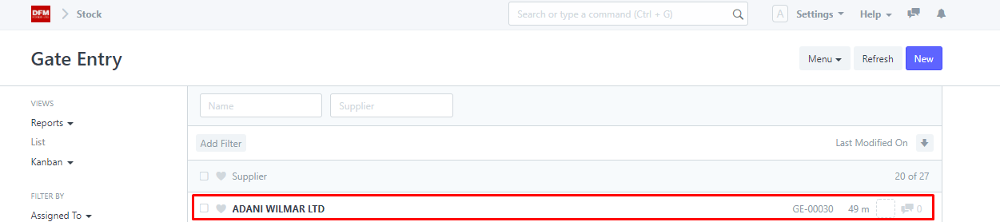 DFM
Stock
Search or type a command (Ctrl + G)
A
Settings
Help
Gate Entry
Menu
Refresh
New
VIEWS
Reports
List
Kanban
FILTER BY
Assigned To
Name
Supplier
Add Filter
Last Modified On
Supplier
20 of 27
ADANI WILMAR LTD
GE-00030
49 m
0